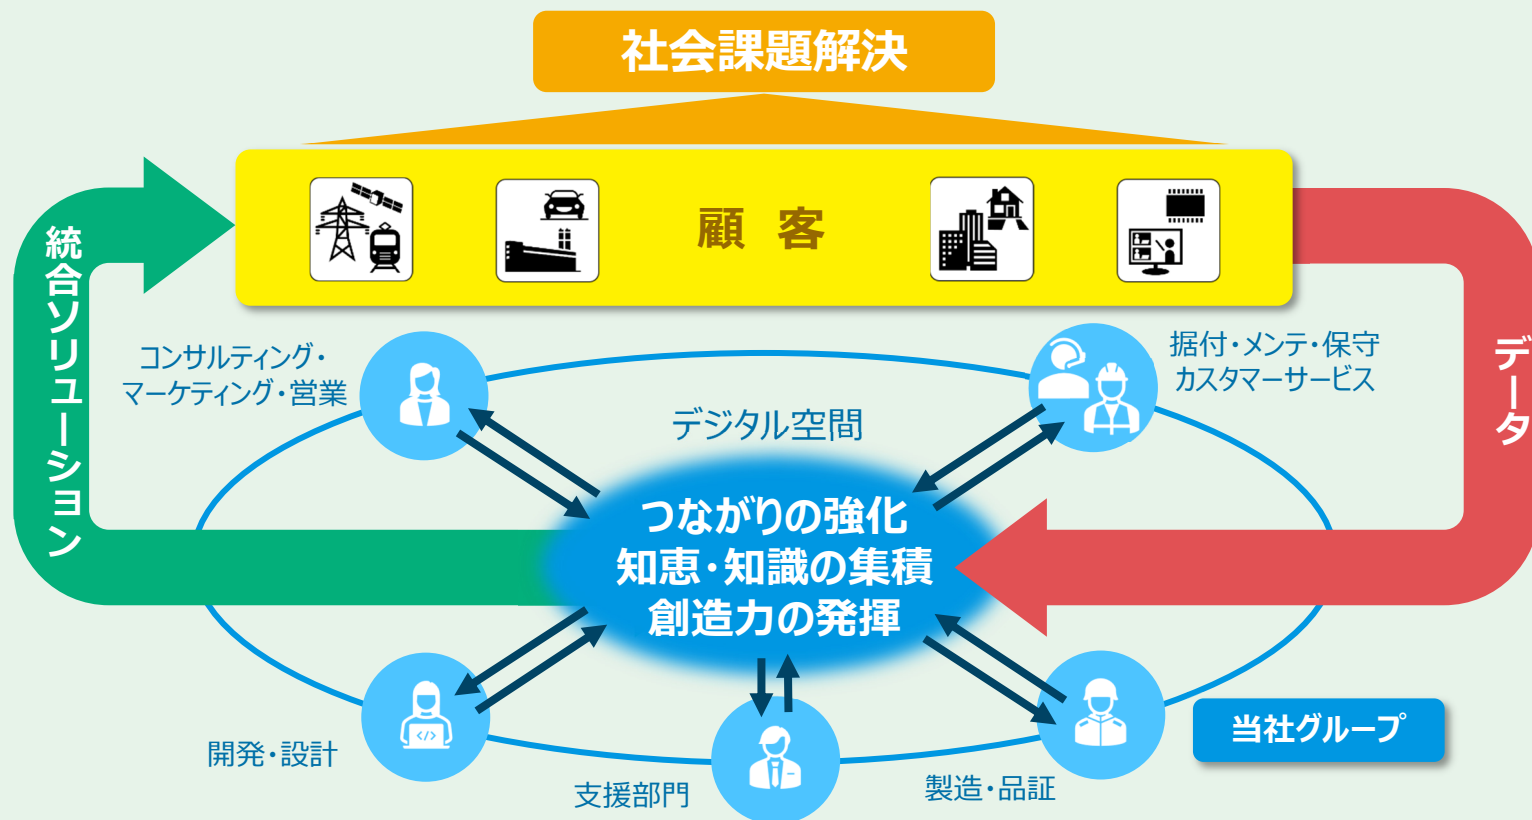 社会課題解決
顧 客
統合ソリューション
データ
コンサルティング・
マーケティング・営業
据付・メンテ・保守
カスタマーサービス
デジタル空間
つながりの強化
知恵・知識の集積
創造力の発揮
開発・設計
支援部門
製造・品証
当社グループ